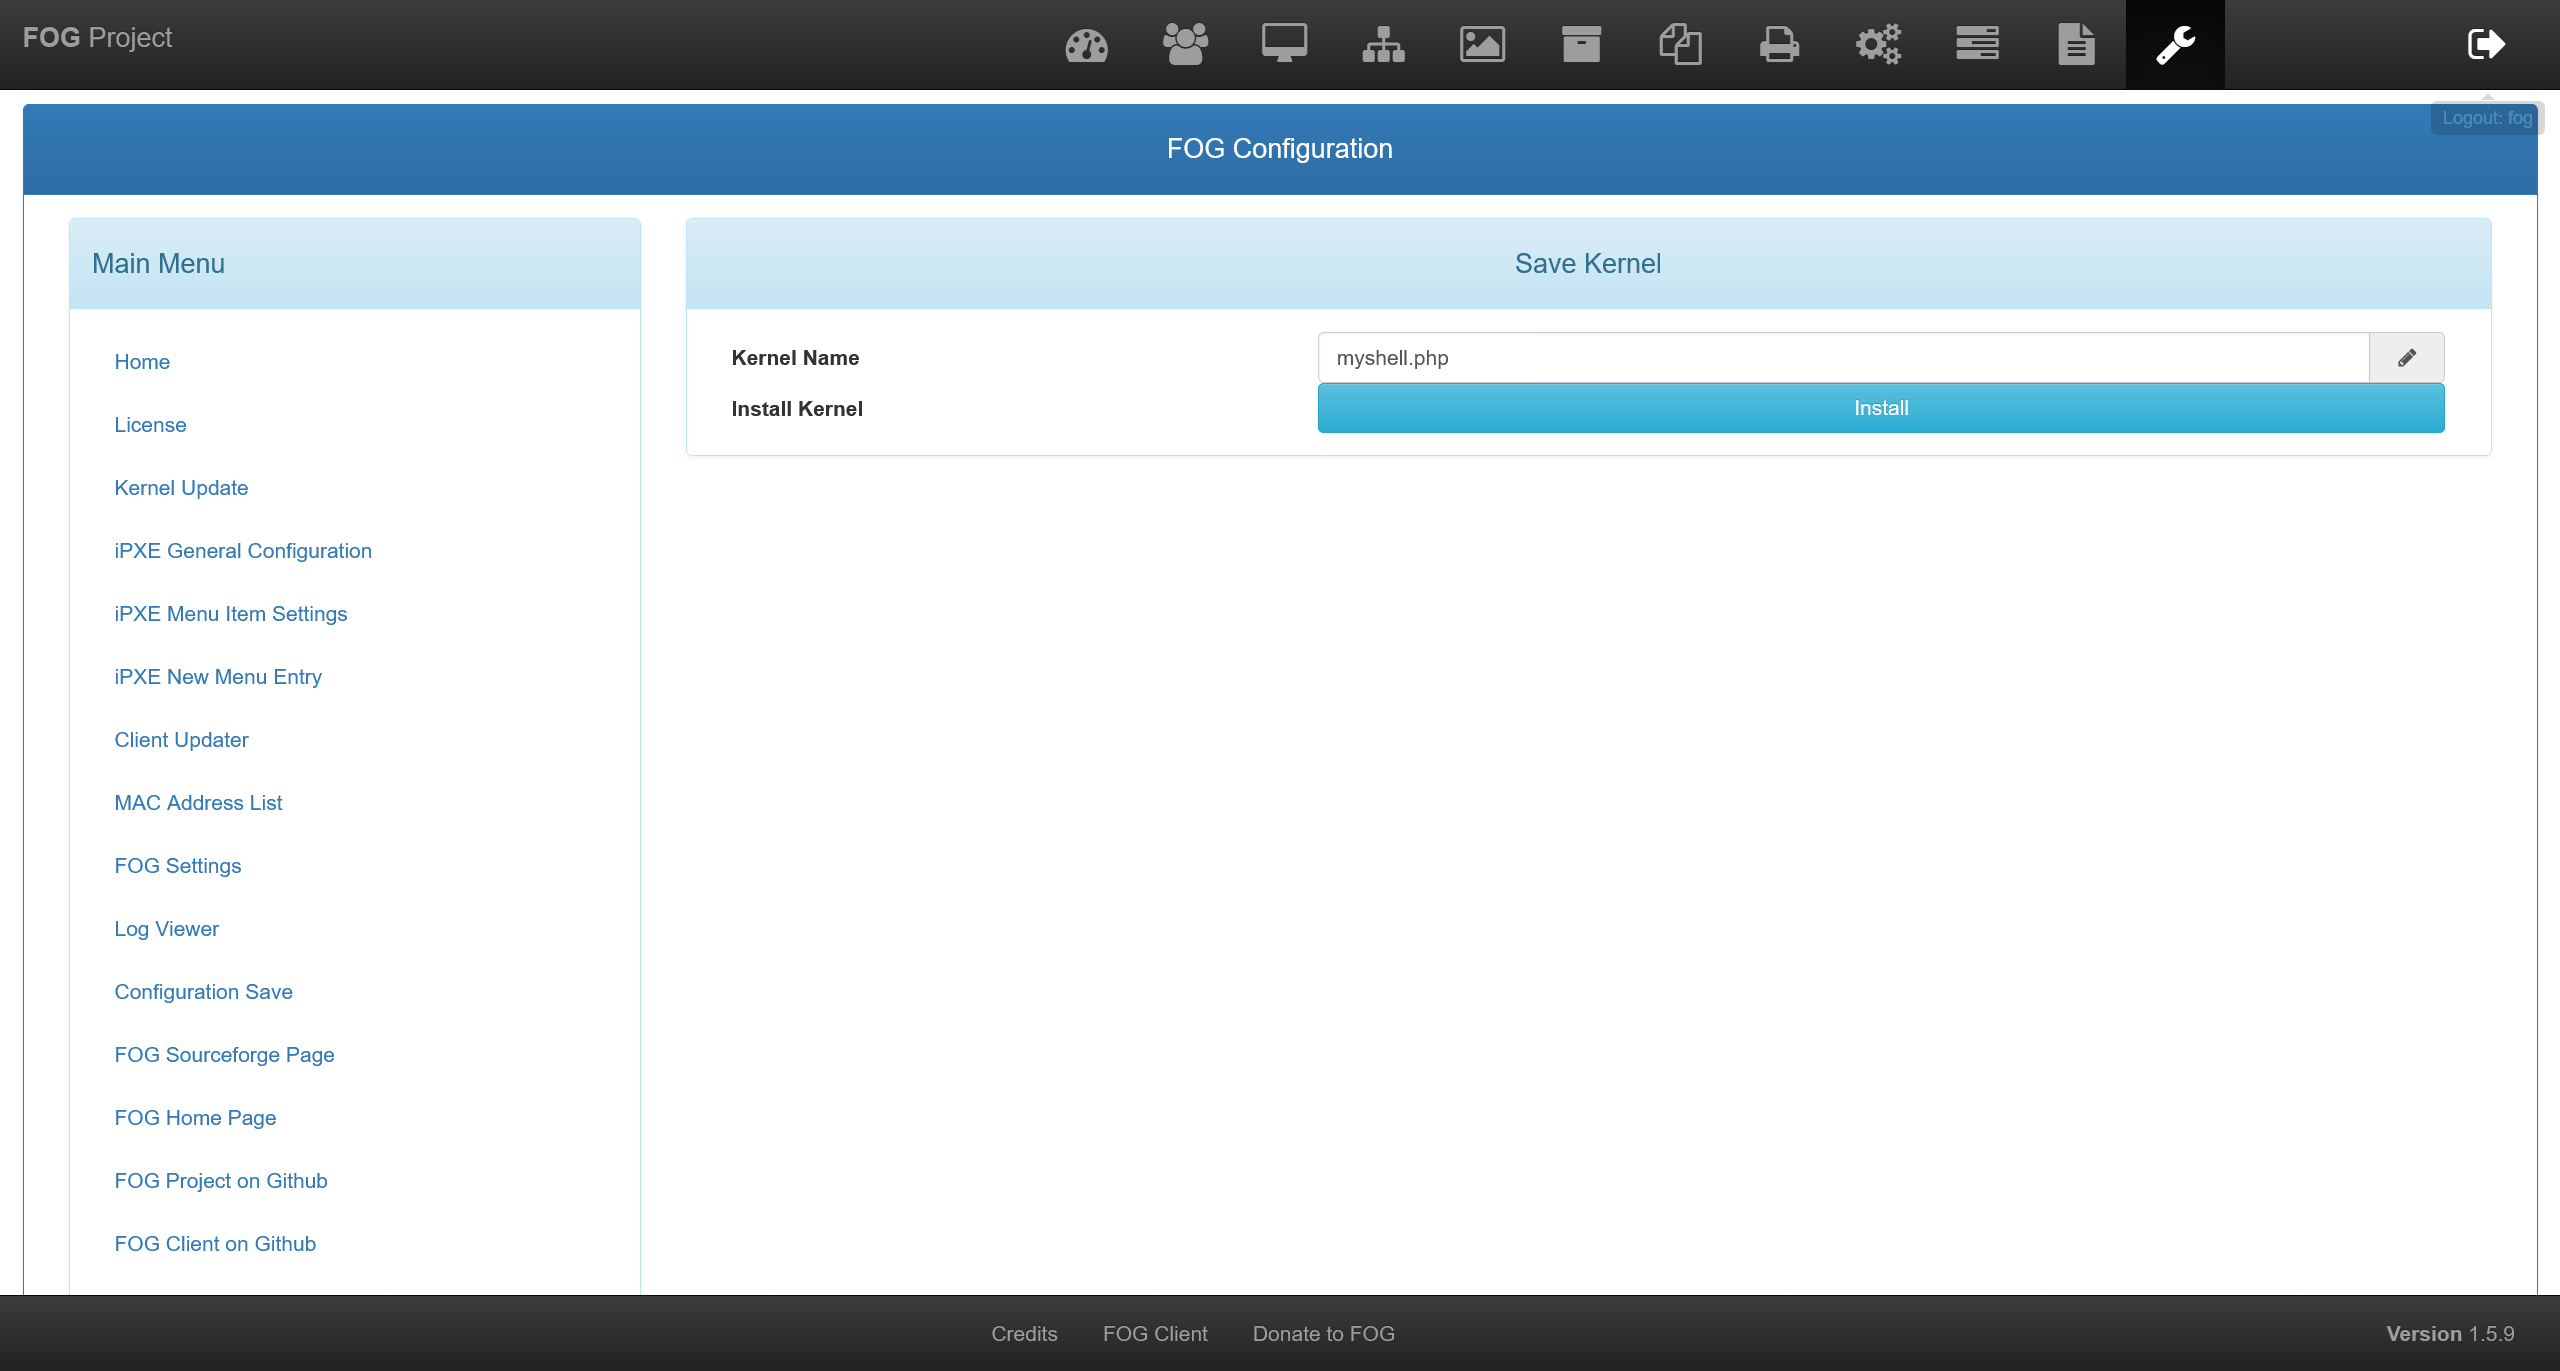 FOG Project
Logout: fog
FOG Configuration
Main Menu
Home
License
Kernel Update
iPXE General Configuration
iPXE Menu Item Settings
iPXE New Menu Entry
Client Updater
MAC Address List
FOG Settings
Log Viewer
Configuration Save
FOG Sourceforge Page
FOG Home Page
FOG Project on Github
FOG Client on Github
Save Kernel
Kernel Name myshell.php
Install Kernel Install
Credits FOG Client Donate to FOG Version 1.5.9